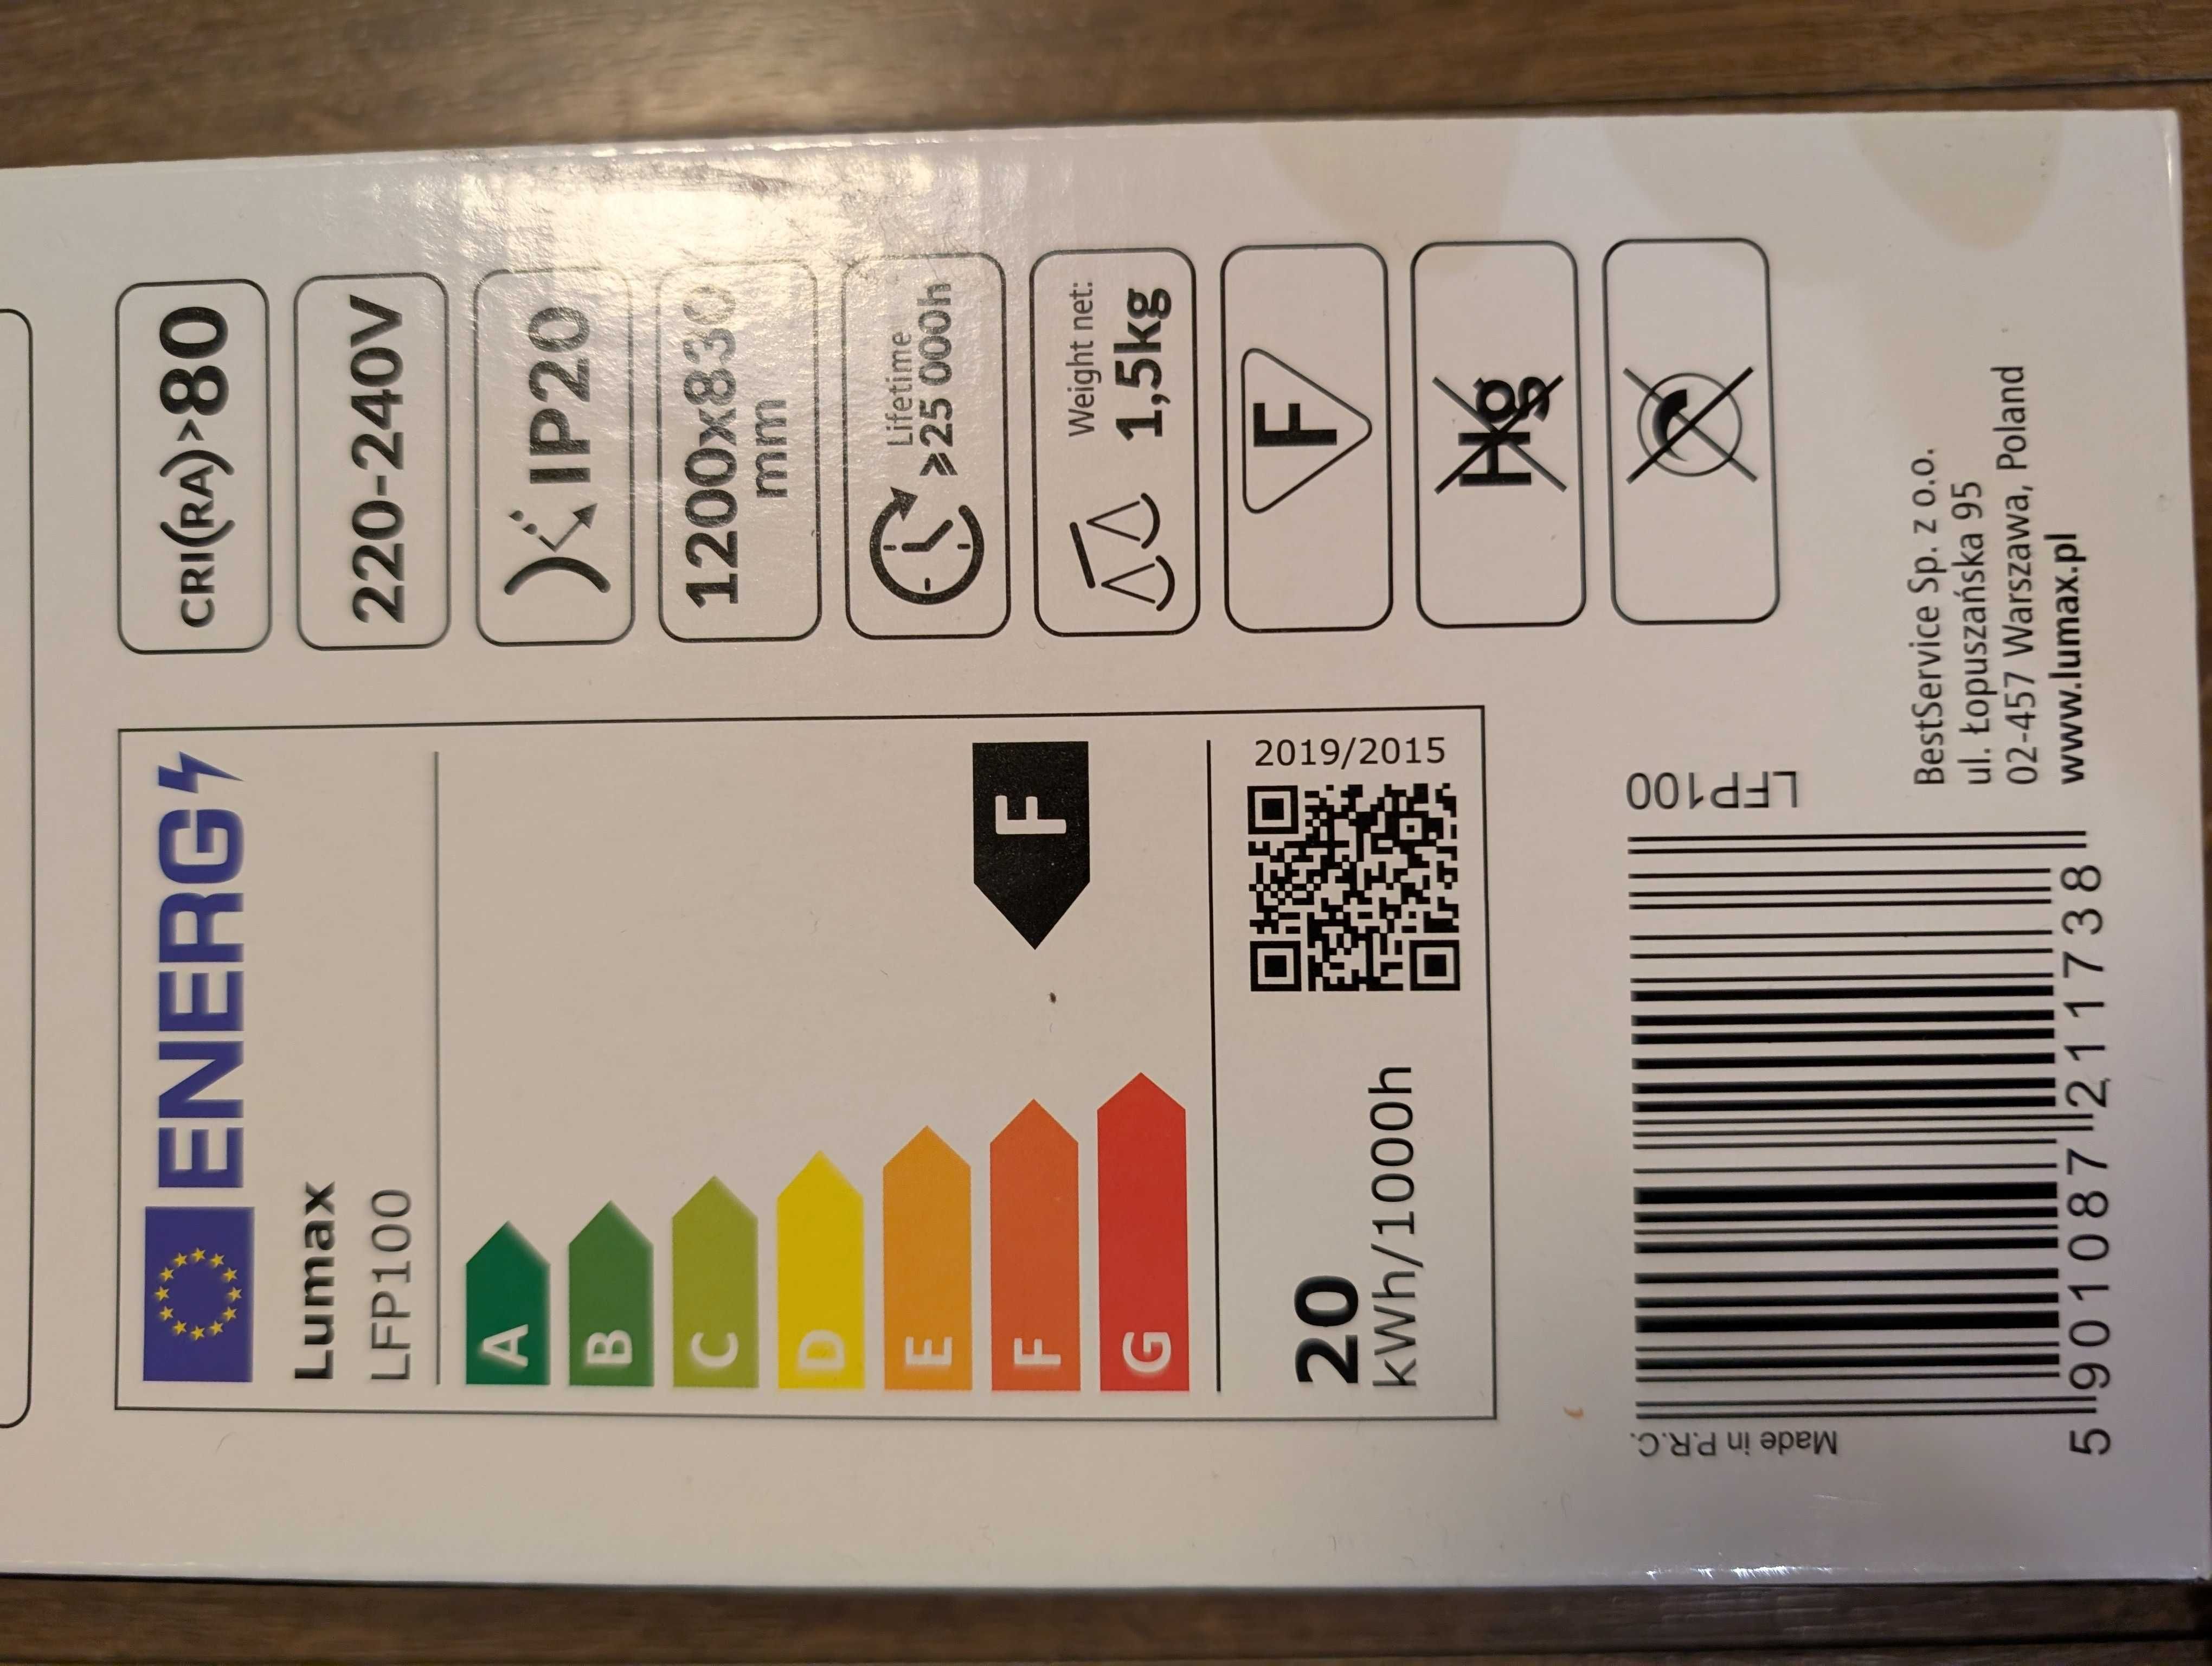 ENERG
Lumax
LFP100
A
B
C
D
E
F
G
F
20
kWh/1000h
2019/2015
CRI(RA)>80
220-240V
IP20
1200x830
mm
Lifetime
≥25 000h
Weight net:
1,5kg
F
Hg
Made in P.R.C.
LFP100
5 901087 211738
BestService Sp. z o.o.
ul. Łopuszańska 95
02-457 Warszawa, Poland
www.lumax.pl